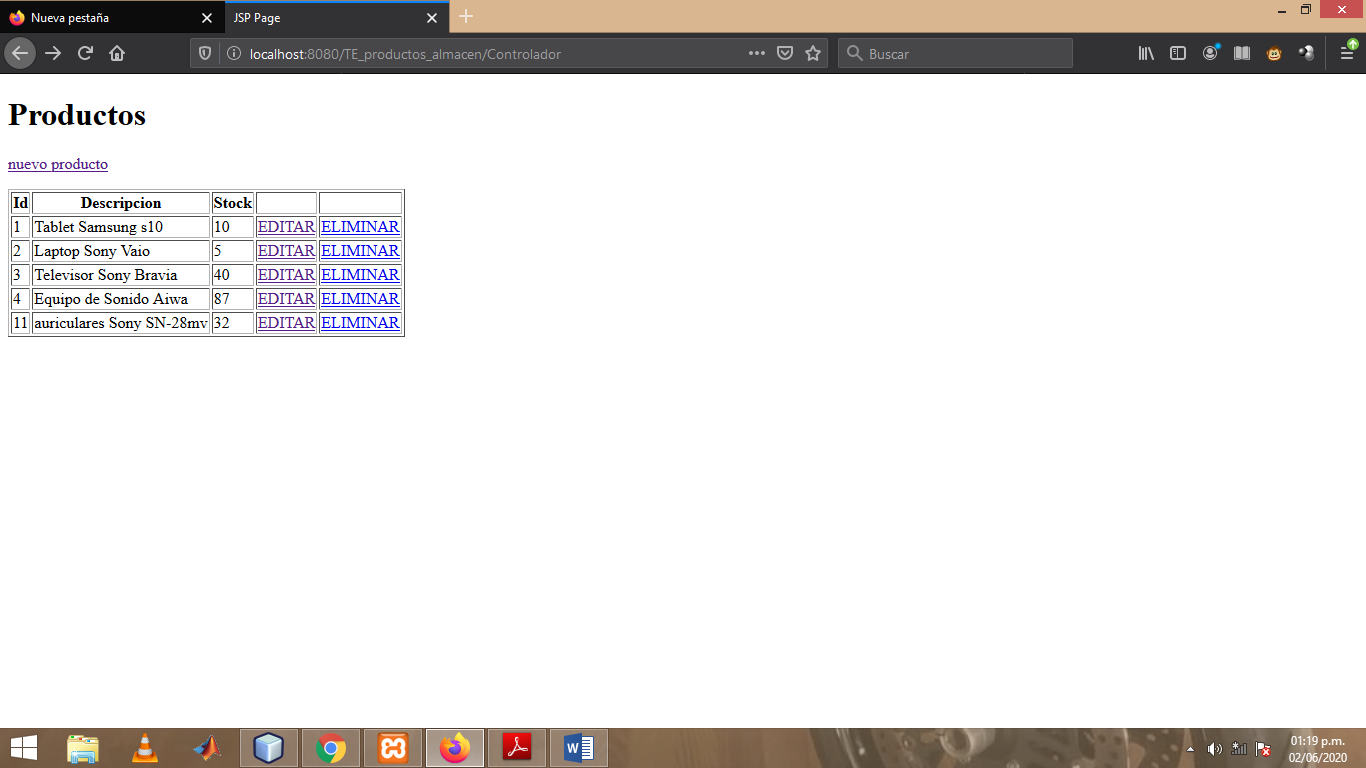 Nueva pestaña
JSP Page
localhost:8080/TE_productos_almacen/Controlador
Buscar
Productos
nuevo producto
Id Descripcion Stock
1 Tablet Samsung s10 10 EDITAR ELIMINAR
2 Laptop Sony Vaio 5 EDITAR ELIMINAR
3 Televisor Sony Bravia 40 EDITAR ELIMINAR
4 Equipo de Sonido Aiwa 87 EDITAR ELIMINAR
11 auriculares Sony SN-28mv 32 EDITAR ELIMINAR
01:19 p.m.
02/06/2020